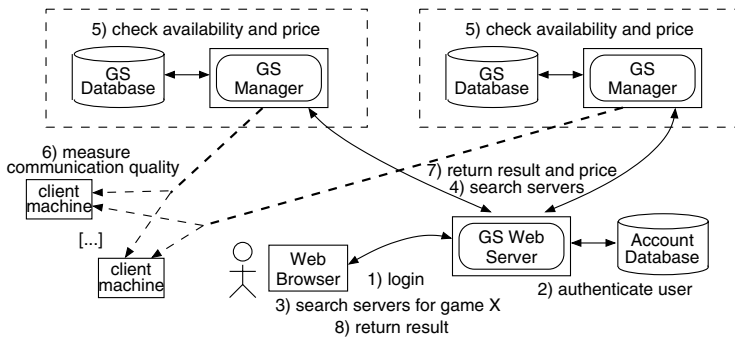 5) check availability and price
GS
Database
GS
Manager
5) check availability and price
GS
Database
GS
Manager
6) measure
communication quality
client
machine
[...]
client
machine
7) return result and price
4) search servers
Web
Browser
GS Web
Server
Account
Database
1) login
2) authenticate user
3) search servers for game X
8) return result